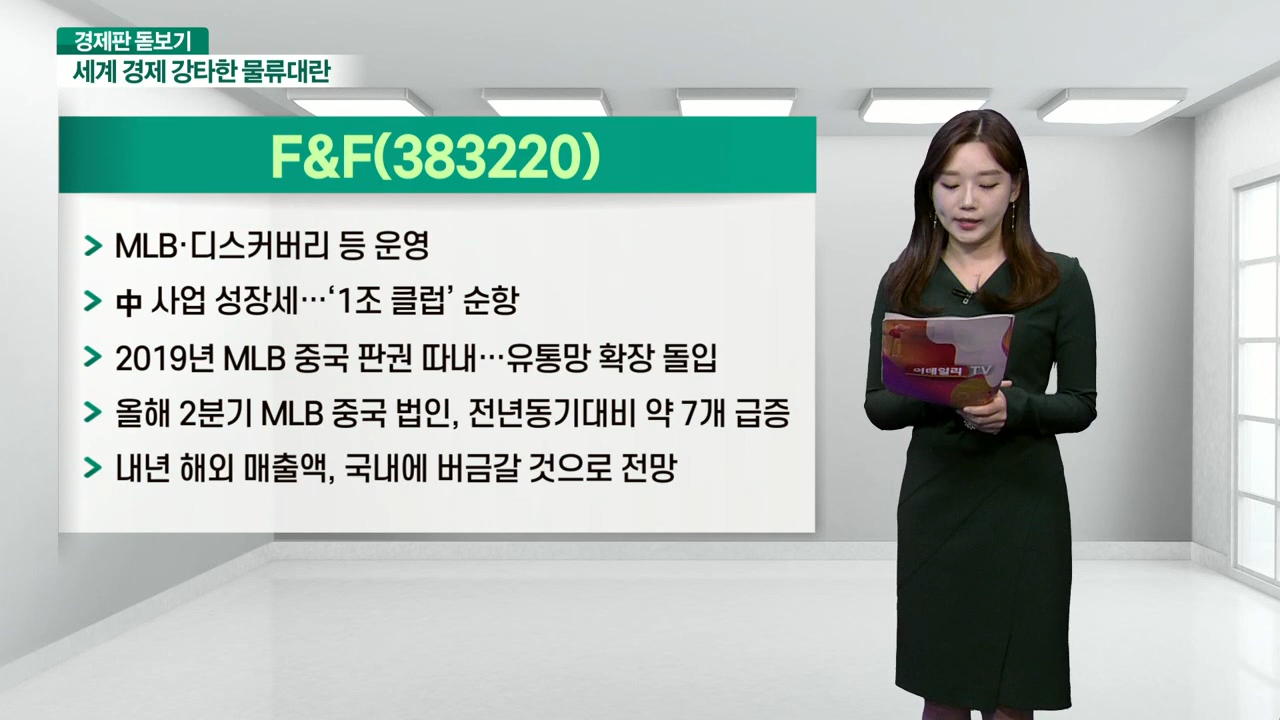 경제판 돋보기
세계 경제 강타한 물류대란
F&F(383220)
> MLB·디스커버리 등 운영
> 中 사업 성장세…‘1조 클럽’ 순항
> 2019년 MLB 중국 판권 따내…유통망 확장 돌입
> 올해 2분기 MLB 중국 법인, 전년동기대비 약 7개 급증
> 내년 해외 매출액, 국내에 버금갈 것으로 전망
이데일리 TV